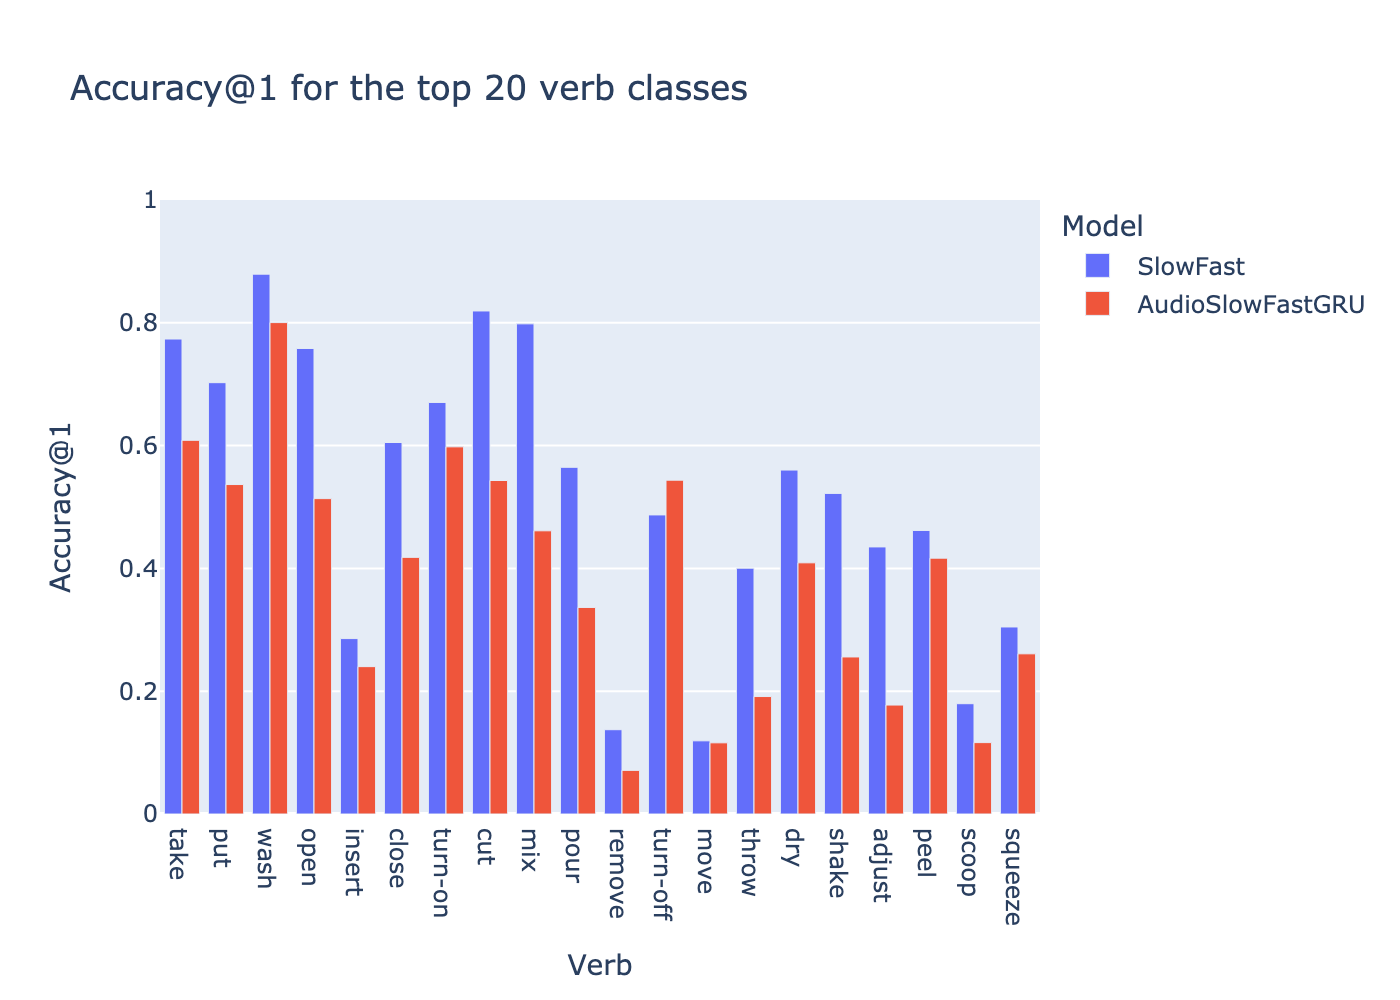 Accuracy@1 for the top 20 verb classes
1
0.8
0.6
0.4
0.2
0
Accuracy@1
take
put
wash
open
insert
close
turn-on
cut
mix
pour
remove
turn-off
move
throw
dry
shake
adjust
peel
scoop
squeeze
Verb
Model
SlowFast
AudioSlowFastGRU